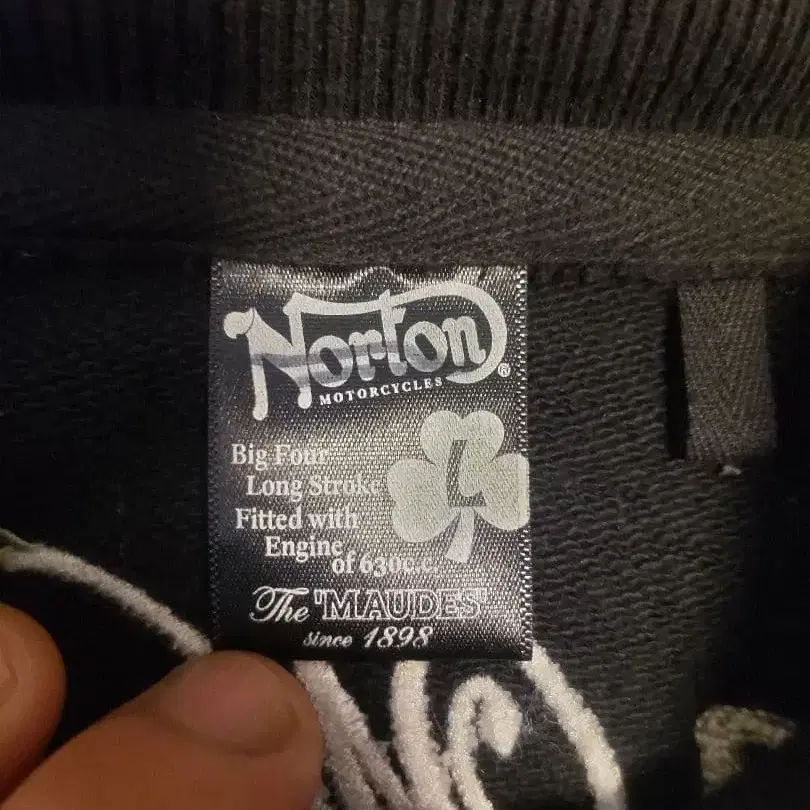 Norton®
MOTORCYCLES
Big Four
Long Stroke
Fitted with
Engine
of 630c.c.
The 'MAUDES'
since 1898